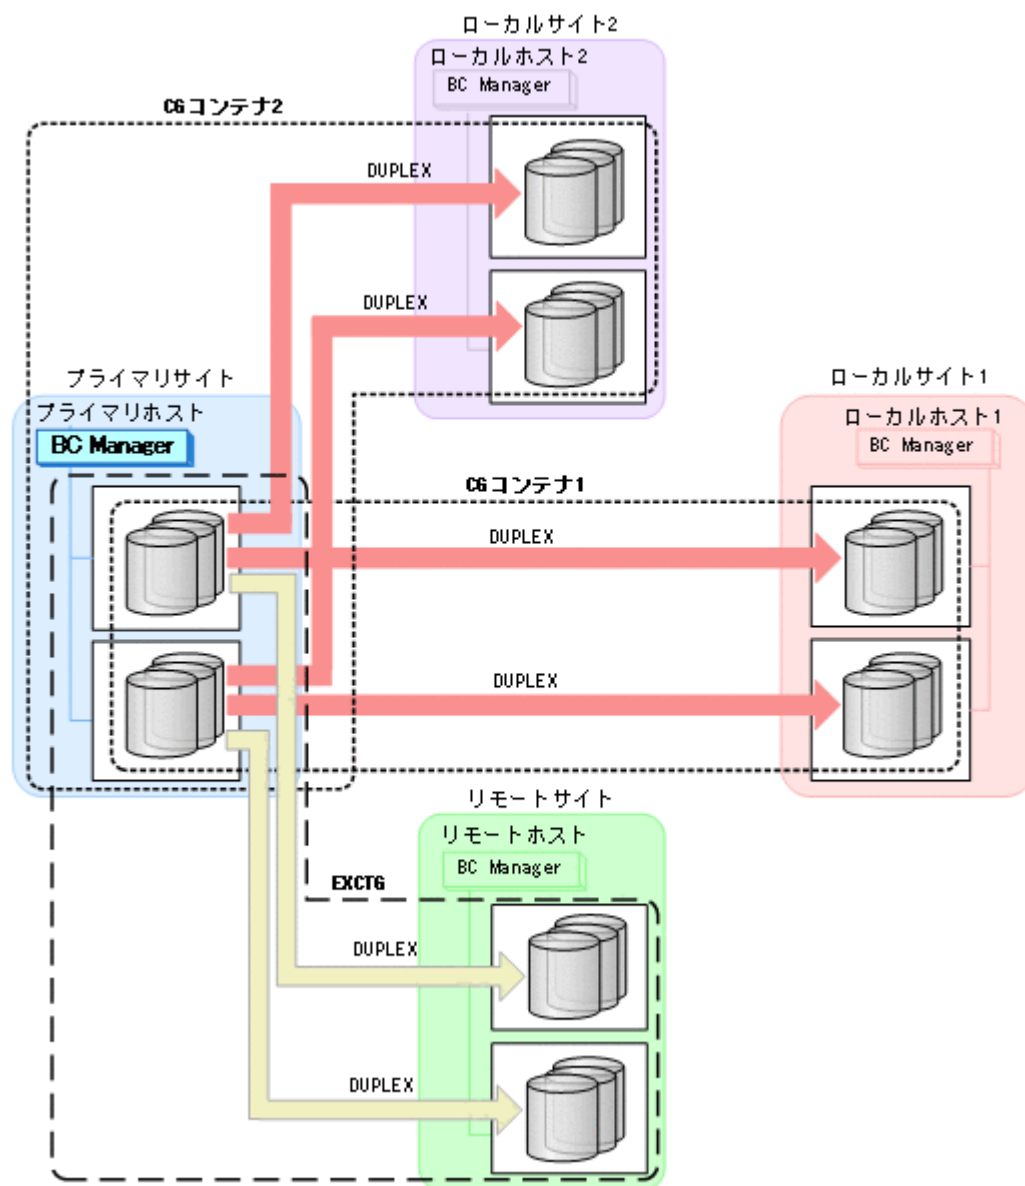 ローカルサイト2
ローカルホスト2
BC Manager
CGコンテナ2
DUPLEX
DUPLEX
プライマリサイト
プライマリホスト
BC Manager
ローカルサイト1
ローカルホスト1
BC Manager
CGコンテナ1
DUPLEX
DUPLEX
リモートサイト
リモートホスト
BC Manager
EXCTG
DUPLEX
DUPLEX